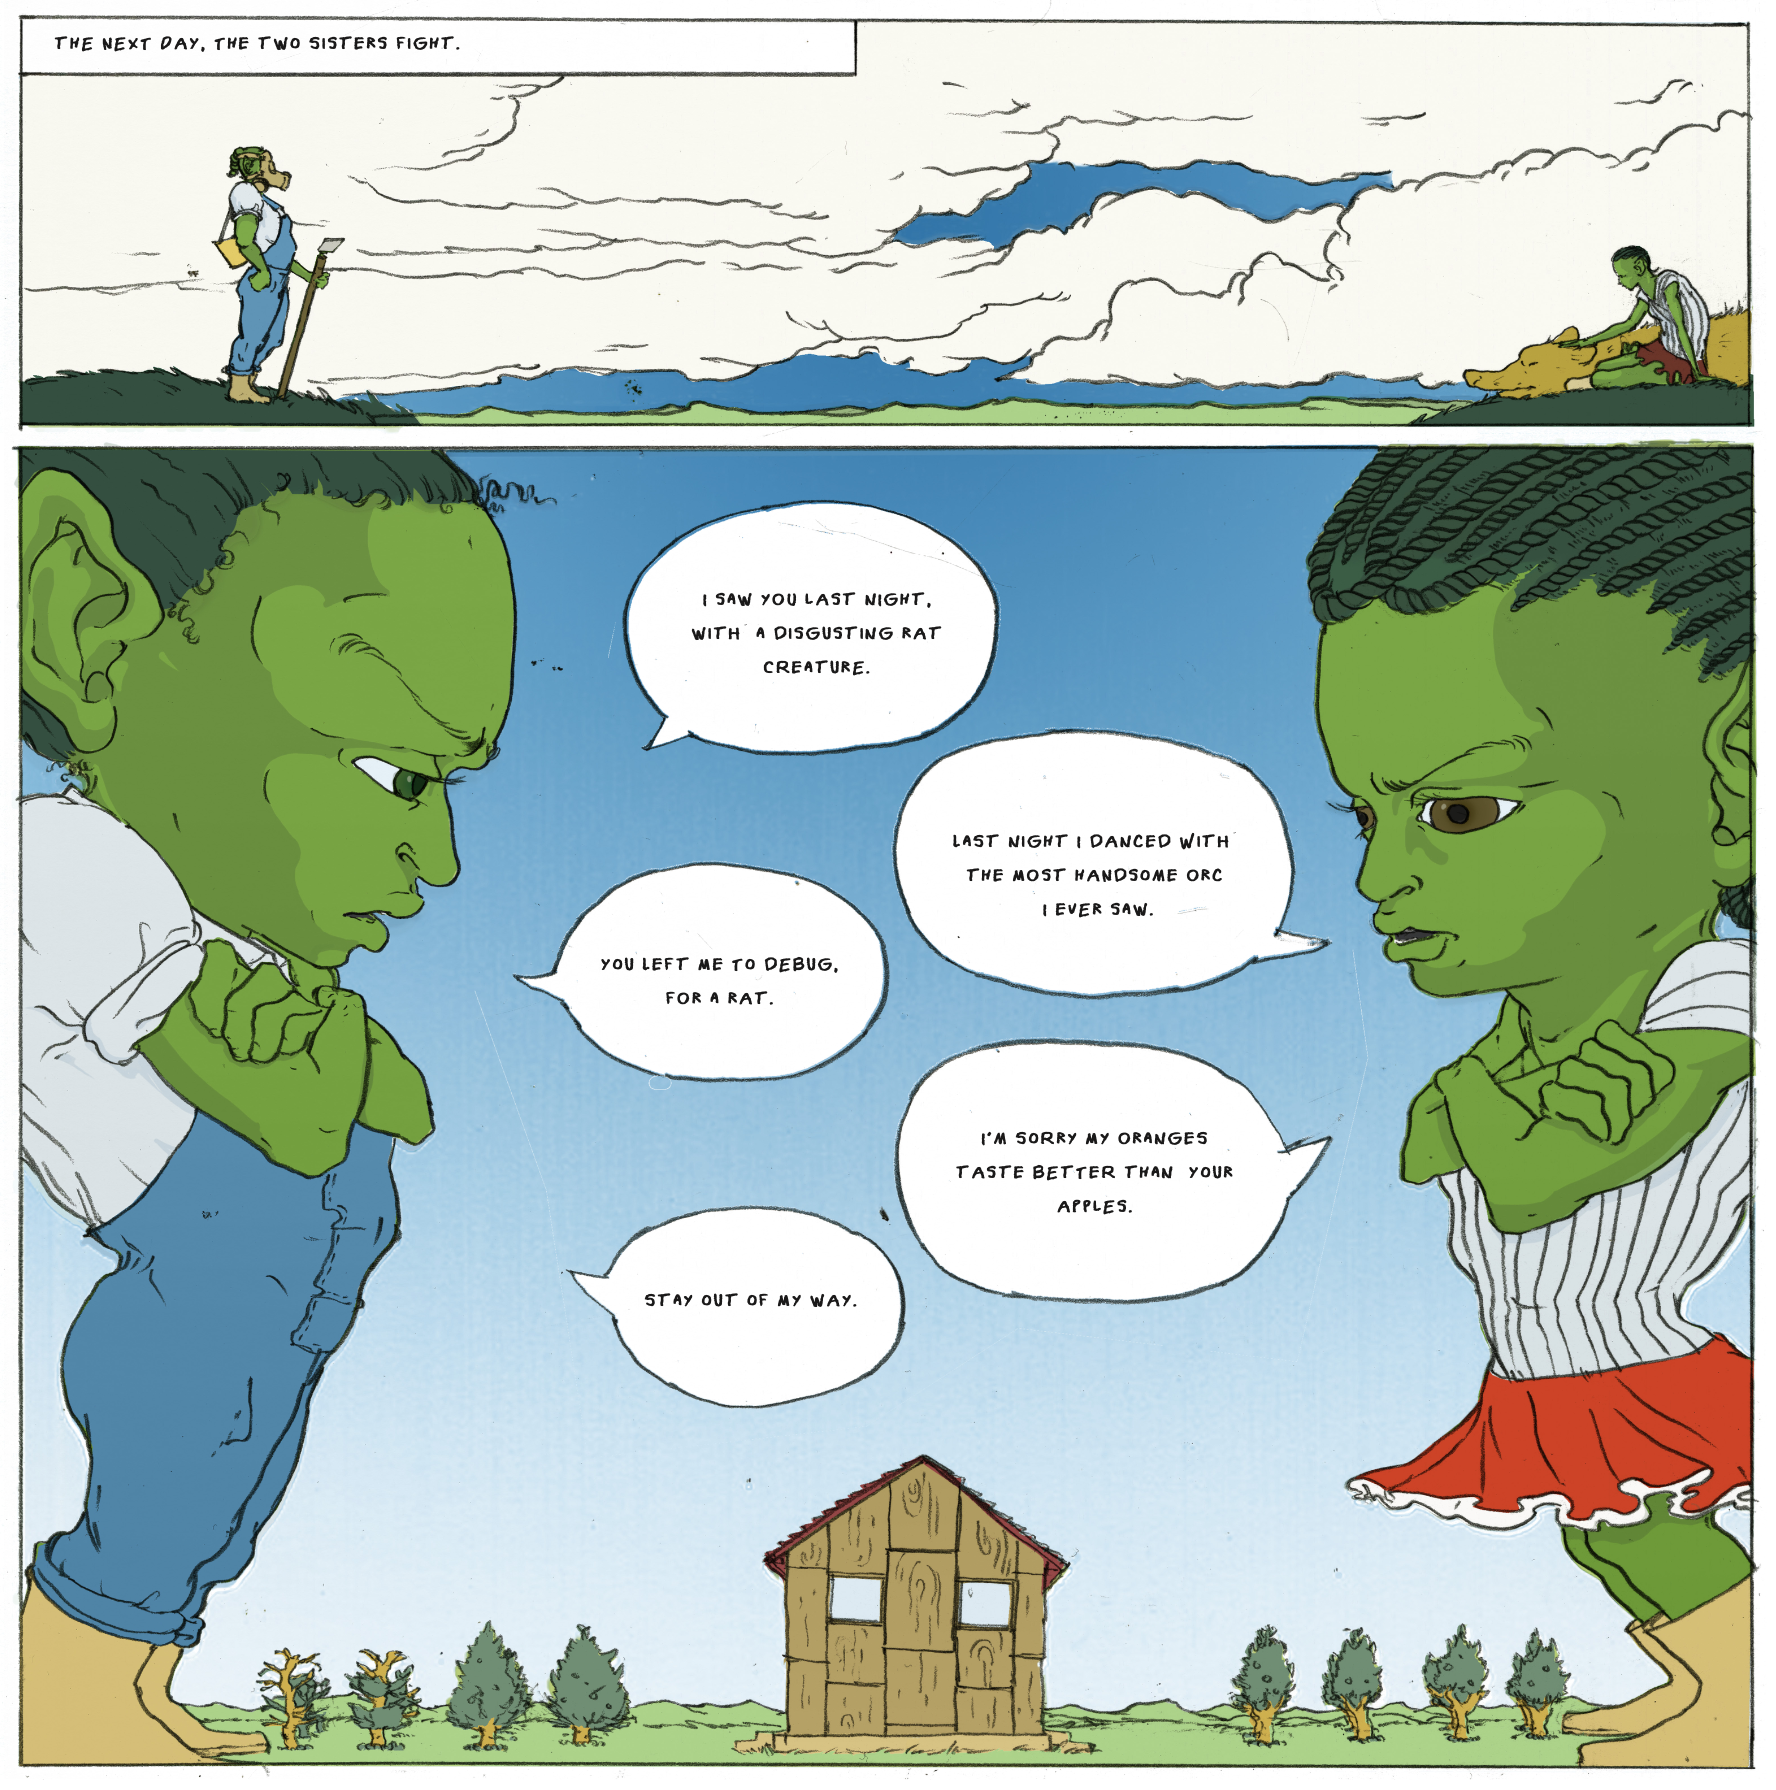 THE NEXT DAY, THE TWO SISTERS FIGHT.
I SAW YOU LAST NIGHT,
WITH A DISGUSTING RAT
CREATURE.
LAST NIGHT I DANCED WITH
THE MOST HANDSOME ORC
I EVER SAW.
YOU LEFT ME TO DEBUG,
FOR A RAT.
I'M SORRY MY ORANGES
TASTE BETTER THAN YOUR
APPLES.
STAY OUT OF MY WAY.